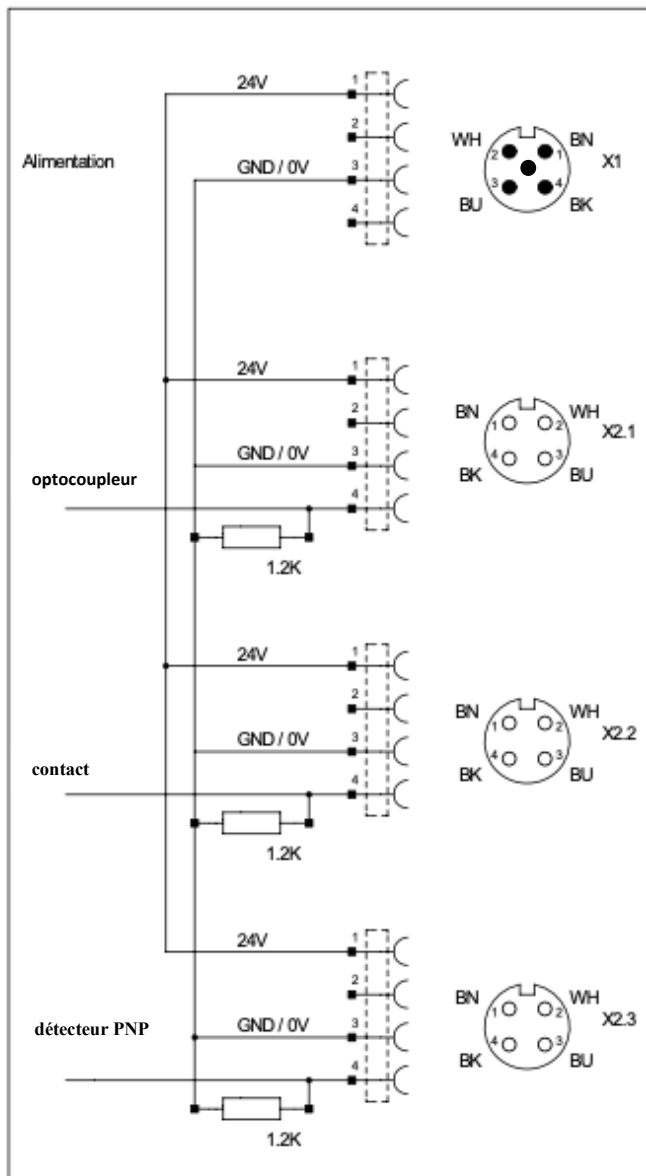 24V
1
2
Alimentation
GND / 0V
3
4
WH
BN
2
1
X1
3
4
BU
BK
24V
1
2
GND / 0V
3
optocoupleur
4
1.2K
BN
WH
1
2
X2.1
4
3
BK
BU
24V
1
2
GND / 0V
3
contact
4
1.2K
BN
WH
1
2
X2.2
4
3
BK
BU
24V
1
2
détecteur PNP
GND / 0V
3
4
1.2K
BN
WH
1
2
X2.3
4
3
BK
BU